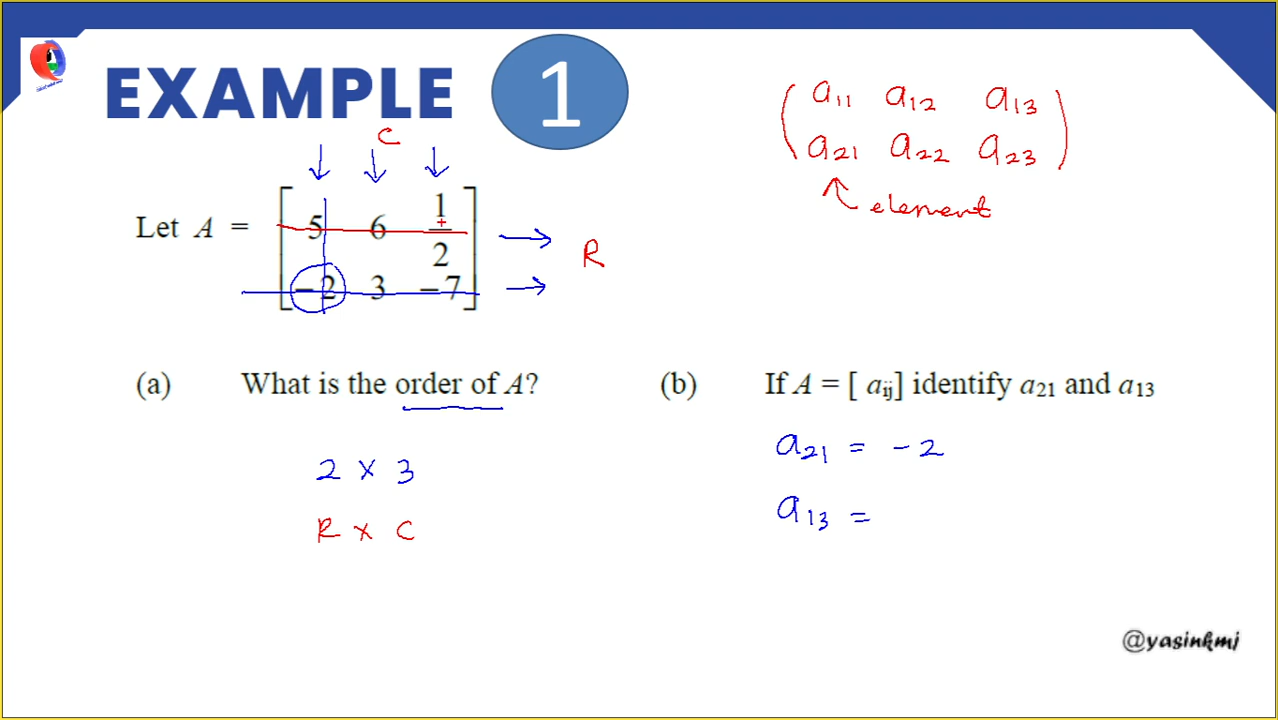 EXAMPLE 1
a11 a12 a13
a21 a22 a23
element
C
Let A = [ 5 6 1/2
-2 3 -7 ]
R
(a) What is the order of A?
2 × 3
R × C
(b) If A = [ aij] identify a21 and a13
a21 = -2
a13 =
@yasinkmj